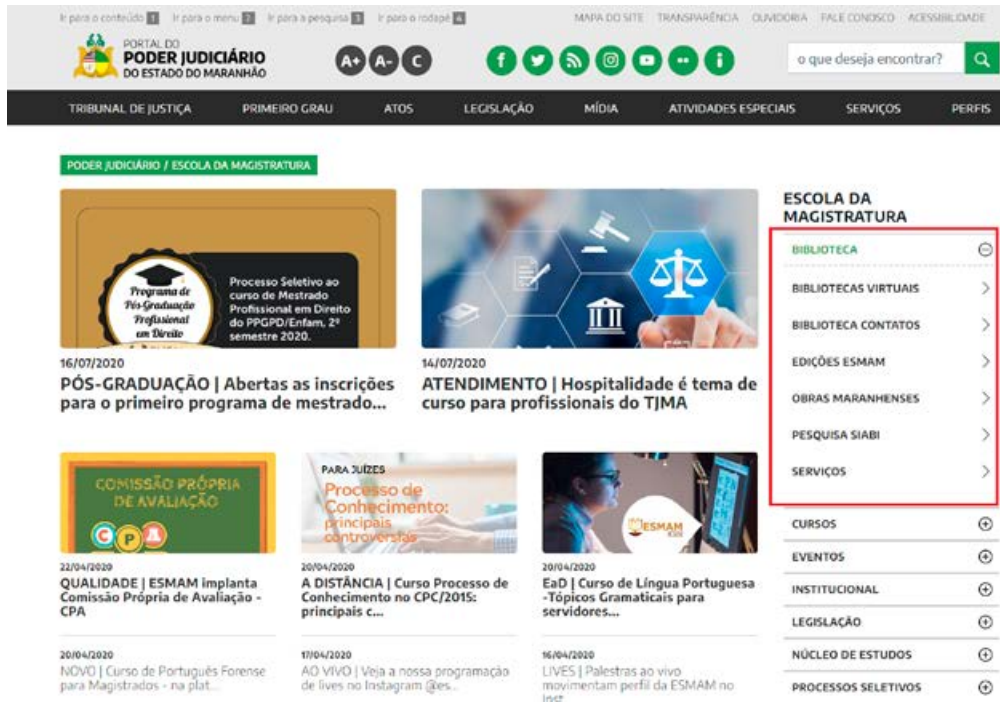 Ir para o conteúdo 1 Ir para o menu 2 Ir para a pesquisa 3 Ir para o rodapé 4
MAPA DO SITE TRANSPARÊNCIA OUVIDORIA FALE CONOSCO ACESSIBILIDADE
PORTAL DO
PODER JUDICIÁRIO
DO ESTADO DO MARANHÃO
A+ A- C
o que deseja encontrar?
TRIBUNAL DE JUSTIÇA PRIMEIRO GRAU ATOS LEGISLAÇÃO MÍDIA ATIVIDADES ESPECIAIS SERVIÇOS PERFIS
PODER JUDICIÁRIO / ESCOLA DA MAGISTRATURA
Programa de
Pós-Graduação
Profissional
em Direito
Processo Seletivo ao
curso de Mestrado
Profissional em Direito
do PPGPD/Enfam, 2º
semestre 2020.
16/07/2020
PÓS-GRADUAÇÃO | Abertas as inscrições
para o primeiro programa de mestrado...
14/07/2020
ATENDIMENTO | Hospitalidade é tema de
curso para profissionais do TJMA
COMISSÃO PRÓPRIA
DE AVALIAÇÃO
CPA
22/04/2020
QUALIDADE | ESMAM implanta
Comissão Própria de Avaliação -
CPA
PARA JUÍZES
Processo de
Conhecimento:
principais
controvérsias
20/04/2020
A DISTÂNCIA | Curso Processo de
Conhecimento no CPC/2015:
principais c...
ESMAM
20/04/2020
EaD | Curso de Língua Portuguesa
-Tópicos Gramaticais para
servidores...
20/04/2020
NOVO | Curso de Português Forense
para Magistrados - na plat...
17/04/2020
AO VIVO | Veja a nossa programação
de lives no Instagram @es...
16/04/2020
LIVES | Palestras ao vivo
movimentam perfil da ESMAM no
ESCOLA DA
MAGISTRATURA
BIBLIOTECA
BIBLIOTECAS VIRTUAIS
BIBLIOTECA CONTATOS
EDIÇÕES ESMAM
OBRAS MARANHENSES
PESQUISA SIABI
SERVIÇOS
CURSOS
EVENTOS
INSTITUCIONAL
LEGISLAÇÃO
NÚCLEO DE ESTUDOS
PROCESSOS SELETIVOS